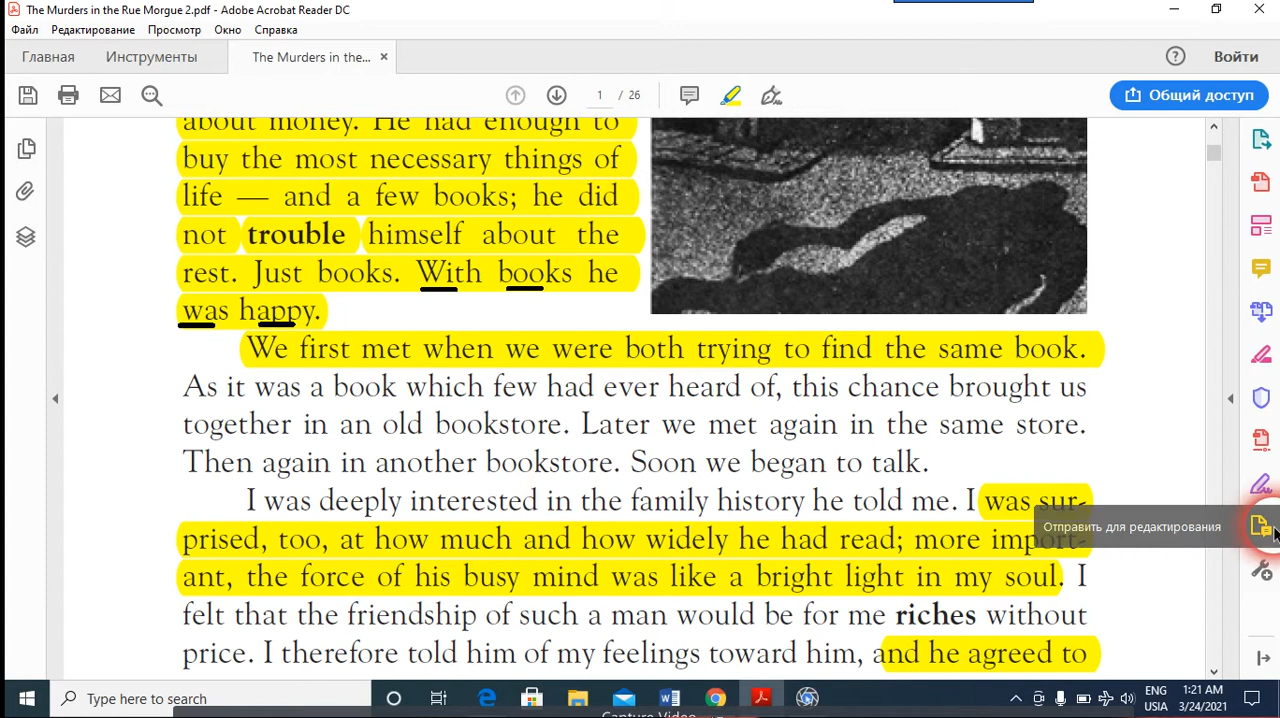 The Murders in the Rue Morgue 2.pdf - Adobe Acrobat Reader DC
Файл Редактирование Просмотр Окно Справка
Главная Инструменты The Murders in the... × Войти
1 / 26 Общий доступ
about money. He had enough to
buy the most necessary things of
life — and a few books; he did
not trouble himself about the
rest. Just books. With books he
was happy.
We first met when we were both trying to find the same book.
As it was a book which few had ever heard of, this chance brought us
together in an old bookstore. Later we met again in the same store.
Then again in another bookstore. Soon we began to talk.
I was deeply interested in the family history he told me. I was sur-
prised, too, at how much and how widely he had read; more import-
ant, the force of his busy mind was like a bright light in my soul. I
felt that the friendship of such a man would be for me riches without
price. I therefore told him of my feelings toward him, and he agreed to
Отправить для редактирования
Type here to search
ENG 1:21 AM
USIA 3/24/2021
Capture Video